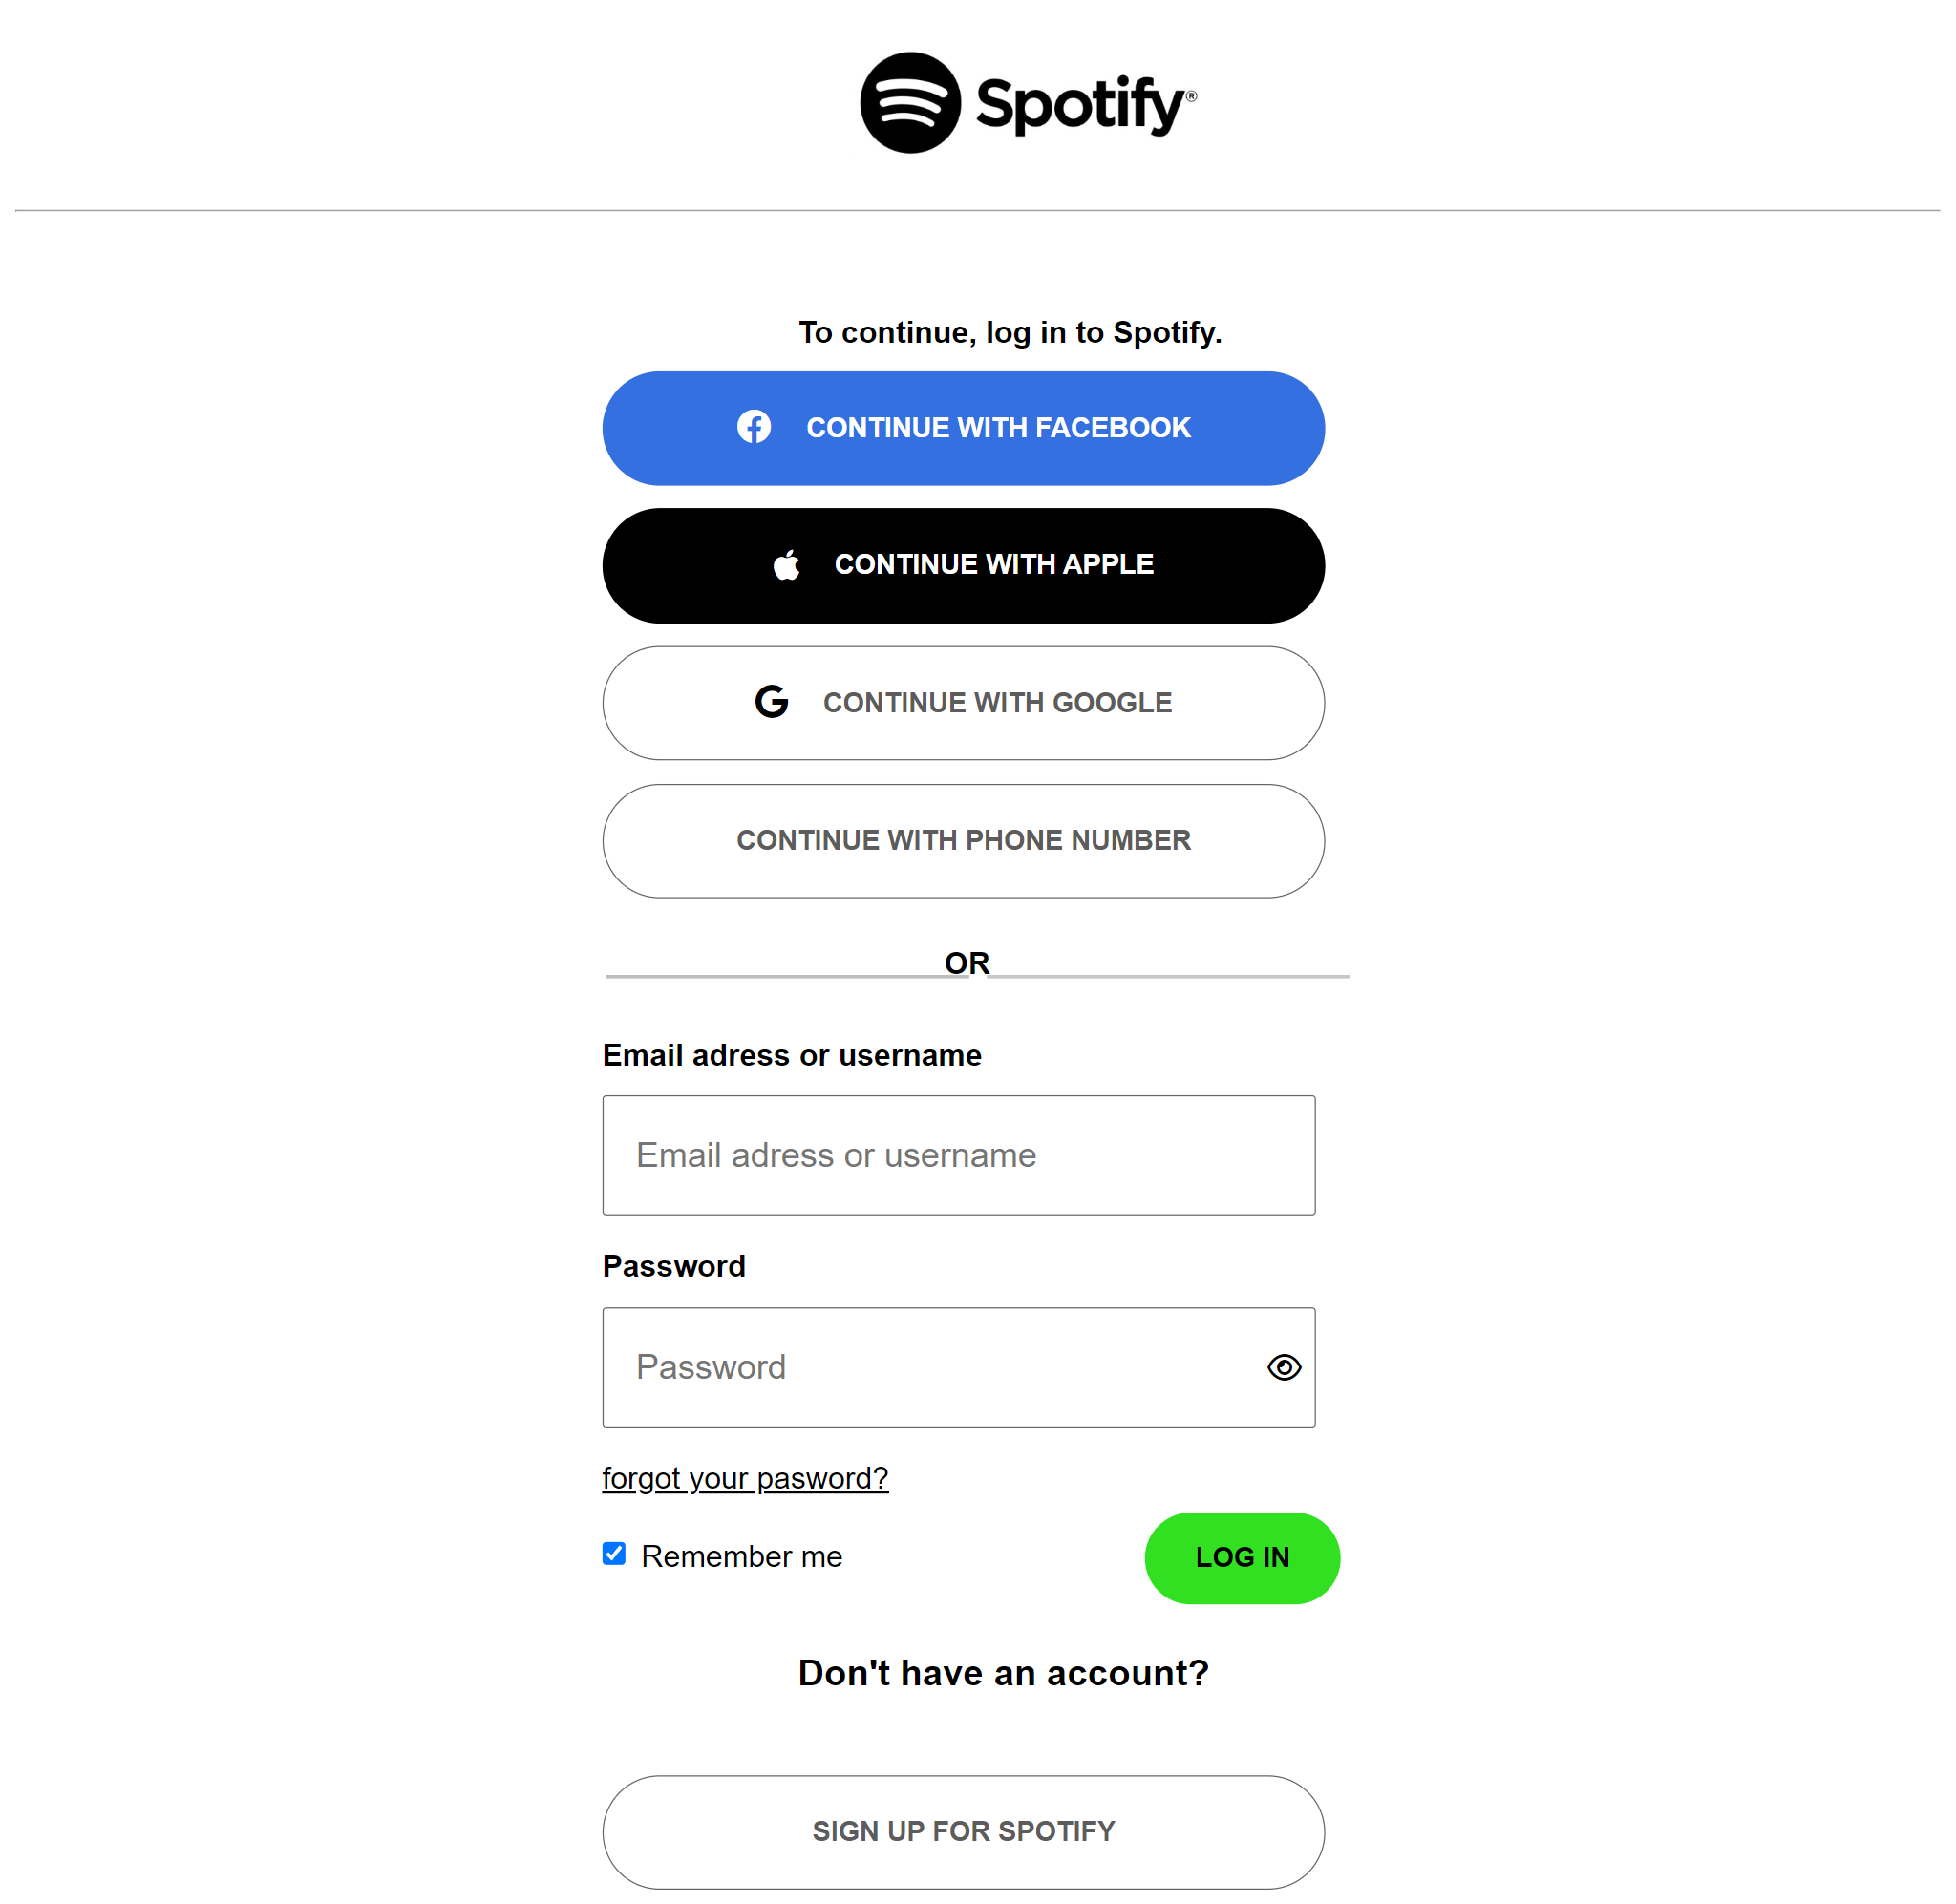 Spotify®
To continue, log in to Spotify.
CONTINUE WITH FACEBOOK
CONTINUE WITH APPLE
CONTINUE WITH GOOGLE
CONTINUE WITH PHONE NUMBER
OR
Email adress or username
Email adress or username
Password
Password
forgot your pasword?
Remember me
LOG IN
Don't have an account?
SIGN UP FOR SPOTIFY